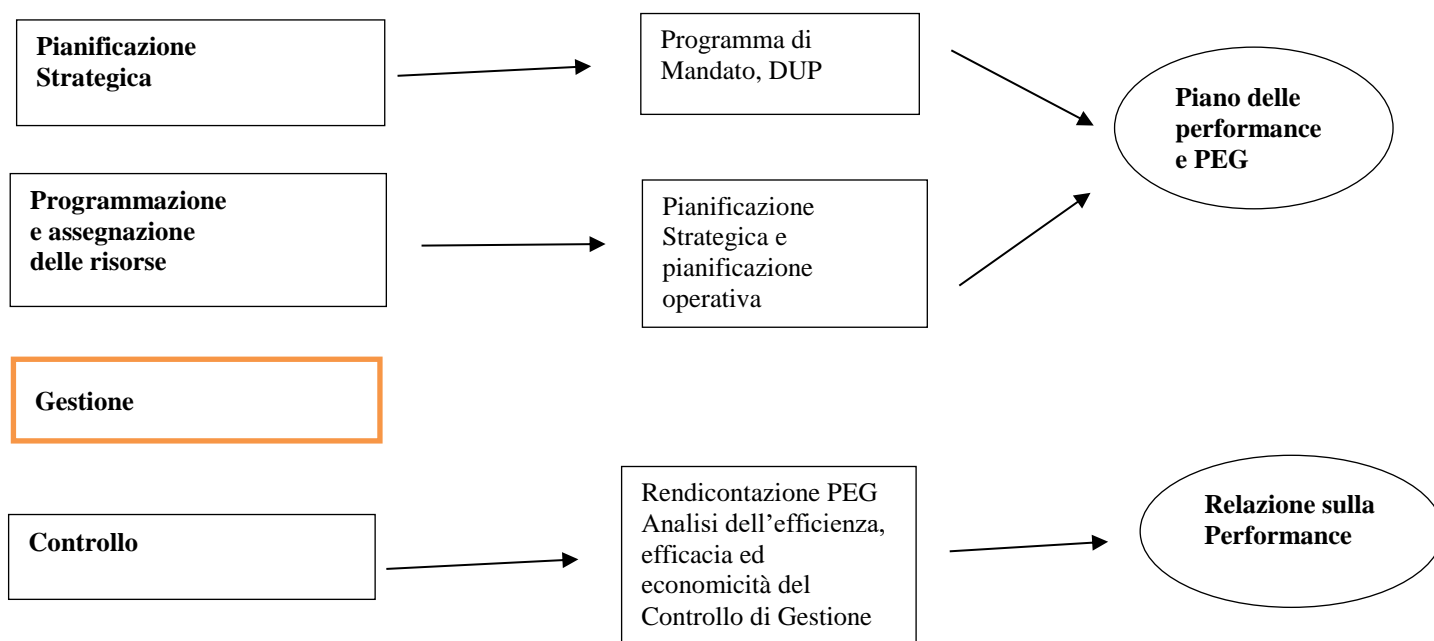 Pianificazione
Strategica
Programma di
Mandato, DUP
Piano delle
performance
e PEG
Programmazione
e assegnazione
delle risorse
Pianificazione
Strategica e
pianificazione
operativa
Gestione
Controllo
Rendicontazione PEG
Analisi dell’efficienza,
efficacia ed
economicità del
Controllo di Gestione
Relazione sulla
Performance